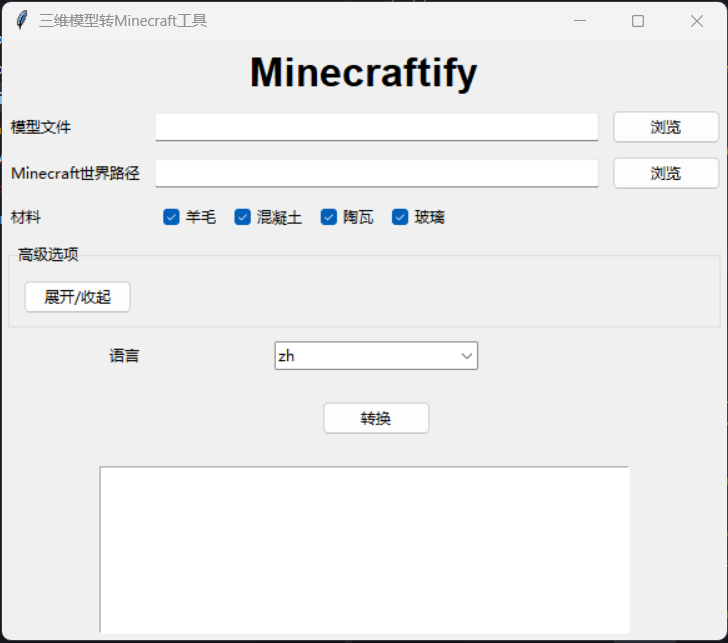 三维模型转Minecraft工具
Minecraftify
模型文件 浏览
Minecraft世界路径 浏览
材料 羊毛 混凝土 陶瓦 玻璃
高级选项
展开/收起
语言 zh
转换